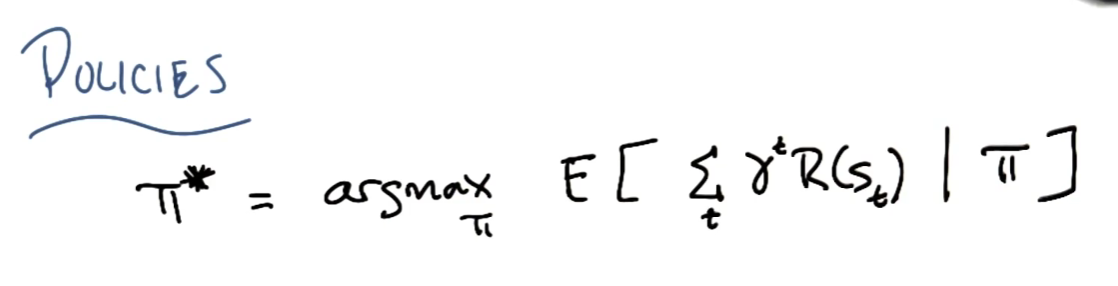 POLICIES
π* = argmax_π E[ Σ_t γ^t R(s_t) | π ]